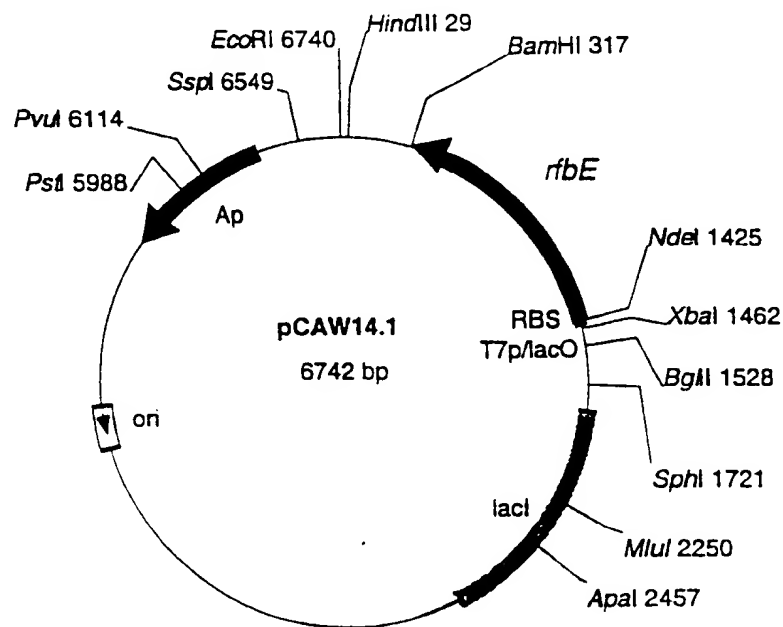 HindIII 29
EcoRI 6740
BamHI 317
SspI 6549
PvuI 6114
rfbE
PstI 5988
Ap
NdeI 1425
pCAW14.1
RBS
XbaI 1462
T7p/lacO
6742 bp
BglII 1528
ori
SphI 1721
lacI
MluI 2250
ApaI 2457